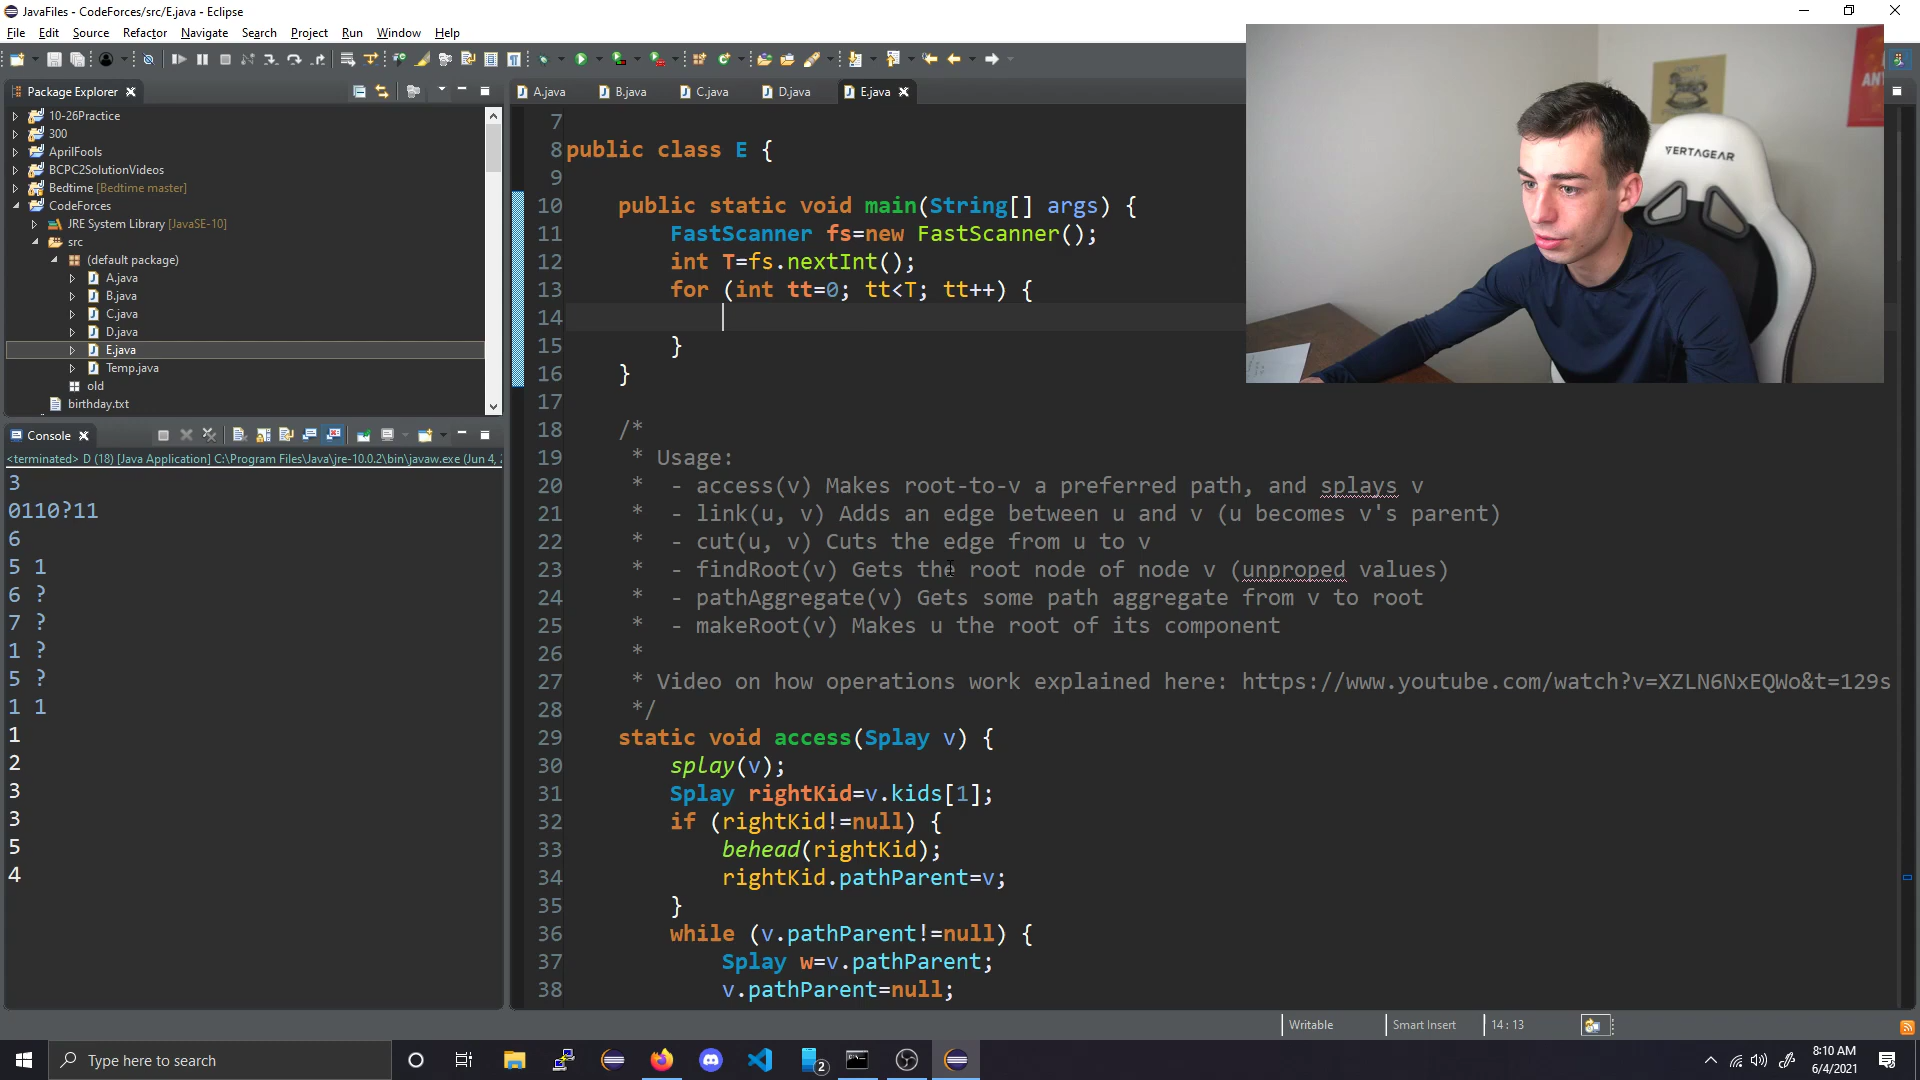 JavaFiles - CodeForces/src/E.java - Eclipse
File Edit Source Refactor Navigate Search Project Run Window Help
Package Explorer
A.java B.java C.java D.java E.java
10-26Practice
300
AprilFools
BCPC2SolutionVideos
Bedtime [Bedtime master]
CodeForces
JRE System Library [JavaSE-10]
src
(default package)
A.java
B.java
C.java
D.java
E.java
Temp.java
old
birthday.txt
Console
<terminated> D (18) [Java Application] C:\Program Files\Java\jre-10.0.2\bin\javaw.exe (Jun 4,
3
0110?11
6
5 1
6 ?
7 ?
1 ?
5 ?
1 1
1
2
3
3
5
4
7
8 public class E {
9
10 public static void main(String[] args) {
11 FastScanner fs=new FastScanner();
12 int T=fs.nextInt();
13 for (int tt=0; tt<T; tt++) {
14
15 }
16 }
17
18 /*
19 * Usage:
20 * - access(v) Makes root-to-v a preferred path, and splays v
21 * - link(u, v) Adds an edge between u and v (u becomes v's parent)
22 * - cut(u, v) Cuts the edge from u to v
23 * - findRoot(v) Gets the root node of node v (unproped values)
24 * - pathAggregate(v) Gets some path aggregate from v to root
25 * - makeRoot(v) Makes u the root of its component
26 *
27 * Video on how operations work explained here: https://www.youtube.com/watch?v=XZLN6NxEQWo&t=129s
28 */
29 static void access(Splay v) {
30 splay(v);
31 Splay rightKid=v.kids[1];
32 if (rightKid!=null) {
33 behead(rightKid);
34 rightKid.pathParent=v;
35 }
36 while (v.pathParent!=null) {
37 Splay w=v.pathParent;
38 v.pathParent=null;
VERTAGEAR
Writable Smart Insert 14 : 13
Type here to search
2
8:10 AM
6/4/2021